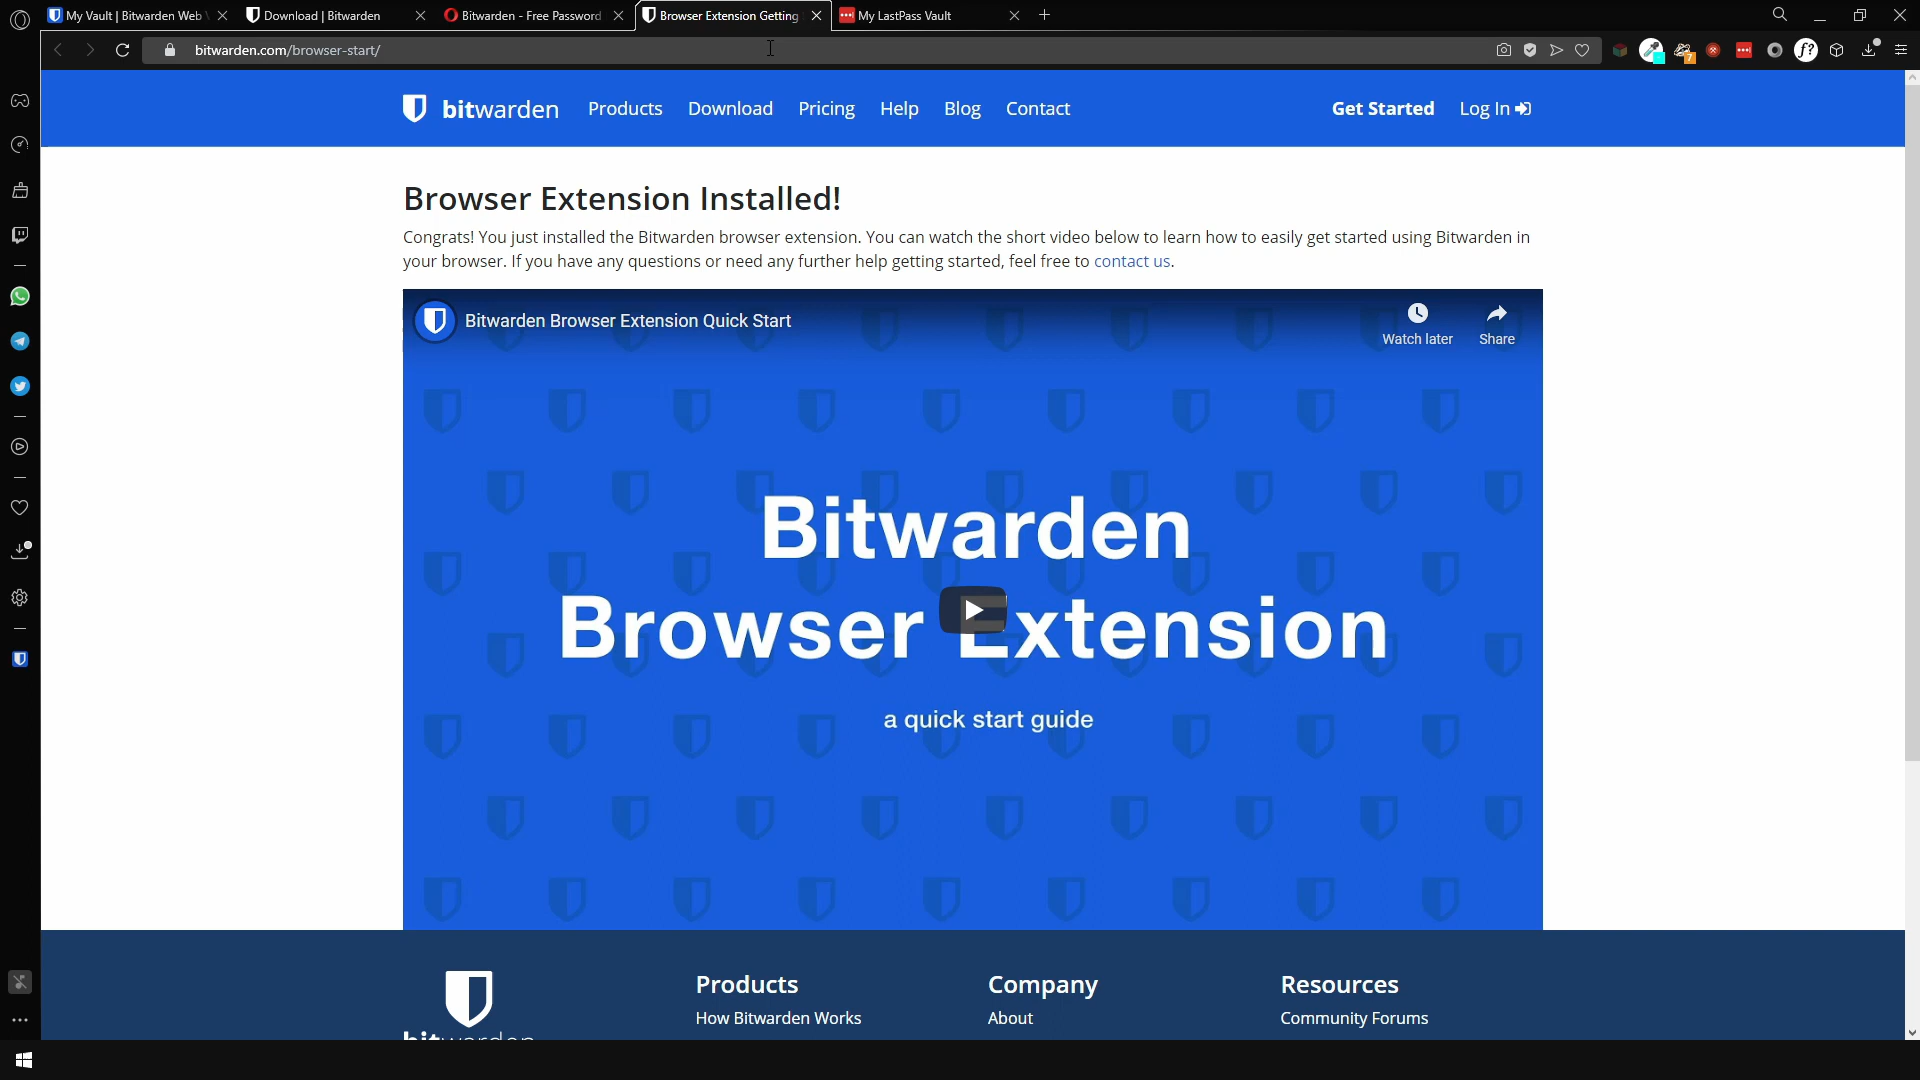 My Vault | Bitwarden Web
Download | Bitwarden
Bitwarden - Free Password
Browser Extension Getting
My LastPass Vault
bitwarden.com/browser-start/
7
f?
bitwarden
Products
Download
Pricing
Help
Blog
Contact
Get Started
Log In
Browser Extension Installed!
Congrats! You just installed the Bitwarden browser extension. You can watch the short video below to learn how to easily get started using Bitwarden in
your browser. If you have any questions or need any further help getting started, feel free to contact us.
Bitwarden Browser Extension Quick Start
Watch later
Share
Bitwarden
Browser Extension
a quick start guide
Products
Company
Resources
How Bitwarden Works
About
Community Forums
bitwarden